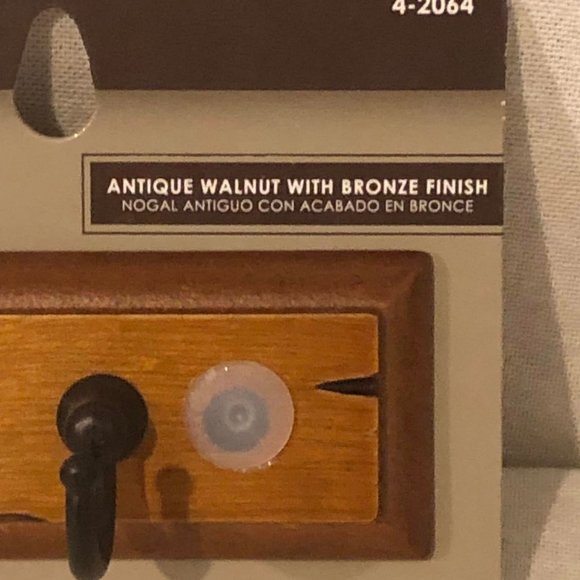 4-2064
ANTIQUE WALNUT WITH BRONZE FINISH
NOGAL ANTIGUO CON ACABADO EN BRONCE